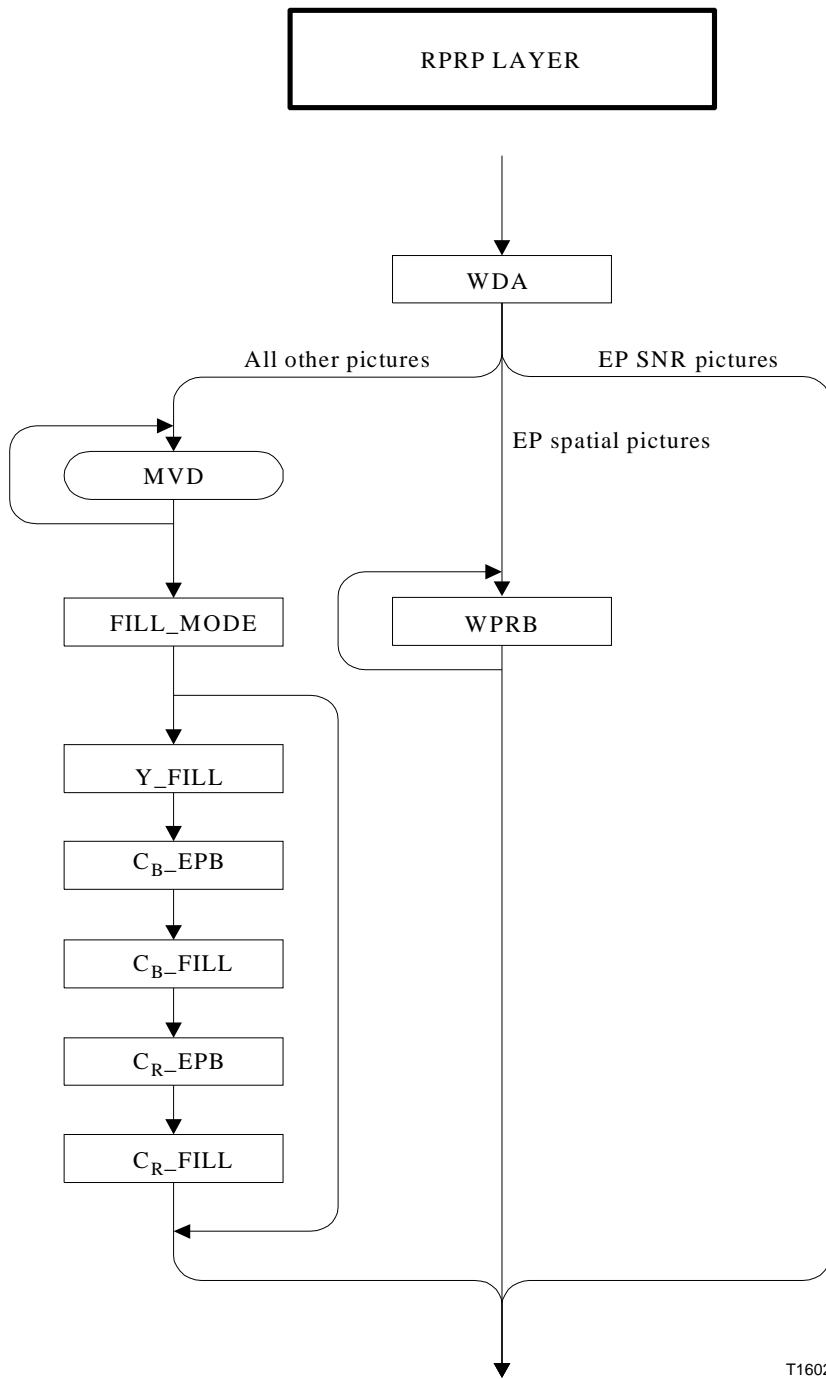 RPRP LAYER
WDA
All other pictures
EP SNR pictures
EP spatial pictures
MVD
FILL_MODE
WPRB
Y_FILL
CB_EPB
CB_FILL
CR_EPB
CR_FILL
T1602